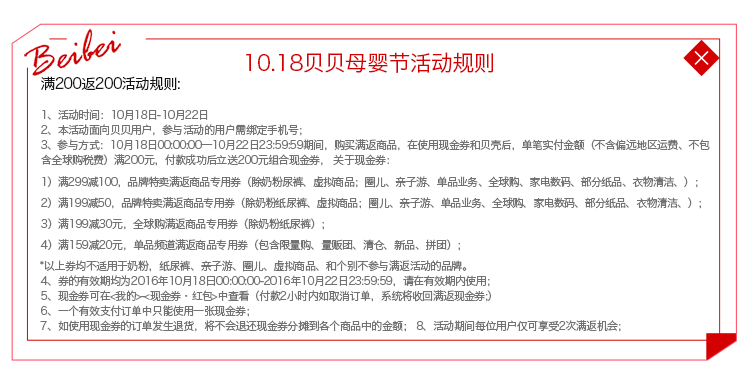 Beibei
10.18贝贝母婴节活动规则
满200返200活动规则:
1、活动时间：10月18日-10月22日
2、本活动面向贝贝用户，参与活动的用户需绑定手机号；
3、参与方式：10月18日00:00:00—10月22日23:59:59期间，购买满返商品，在使用现金券和贝壳后，单笔实付金额（不含偏远地区运费、不包
含全球购税费）满200元，付款成功后立送200元组合现金券， 关于现金券：
1）满299减100，品牌特卖满返商品专用券（除奶粉尿裤、虚拟商品；圈儿、亲子游、单品业务、全球购、家电数码、部分纸品、衣物清洁、）；
2）满199减50，品牌特卖满返商品专用券（除奶粉纸尿裤、虚拟商品；圈儿、亲子游、单品业务、全球购、家电数码、部分纸品、衣物清洁、）；
3）满199减30元，全球购满返商品专用券（除奶粉纸尿裤）；
4）满159减20元，单品频道满返商品专用券（包含限量购、量贩团、清仓、新品、拼团）；
*以上券均不适用于奶粉，纸尿裤、亲子游、圈儿、虚拟商品、和个别不参与满返活动的品牌。
4、券的有效期均为2016年10月18日00:00:00-2016年10月22日23:59:59，请在有效期内使用；
5、现金券可在<我的>-<现金券・红包>中查看（付款2小时内如取消订单，系统将收回满返现金券;）
6、一个有效支付订单中只能使用一张现金券；
7、如使用现金券的订单发生退货，将不会退还现金券分摊到各个商品中的金额； 8、活动期间每位用户仅可享受2次满返机会；